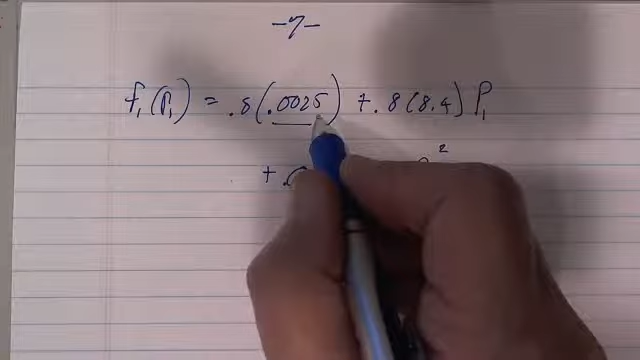 -7-
f₁(P₁) = .8(.0025) + .8(8.4)P₁
+ .